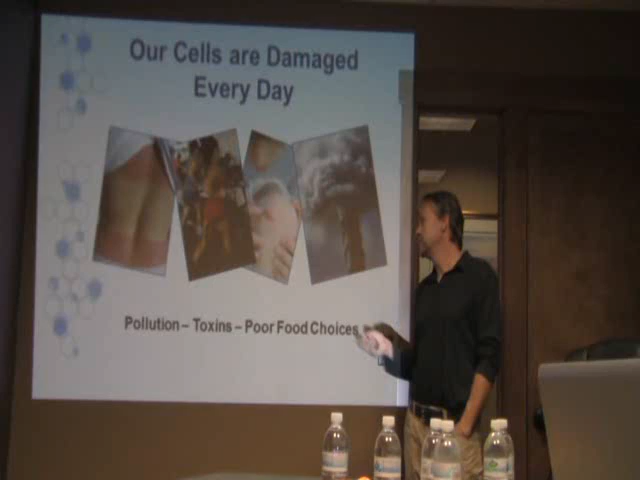 Our Cells are Damaged
Every Day
Pollution – Toxins – Poor Food Choices